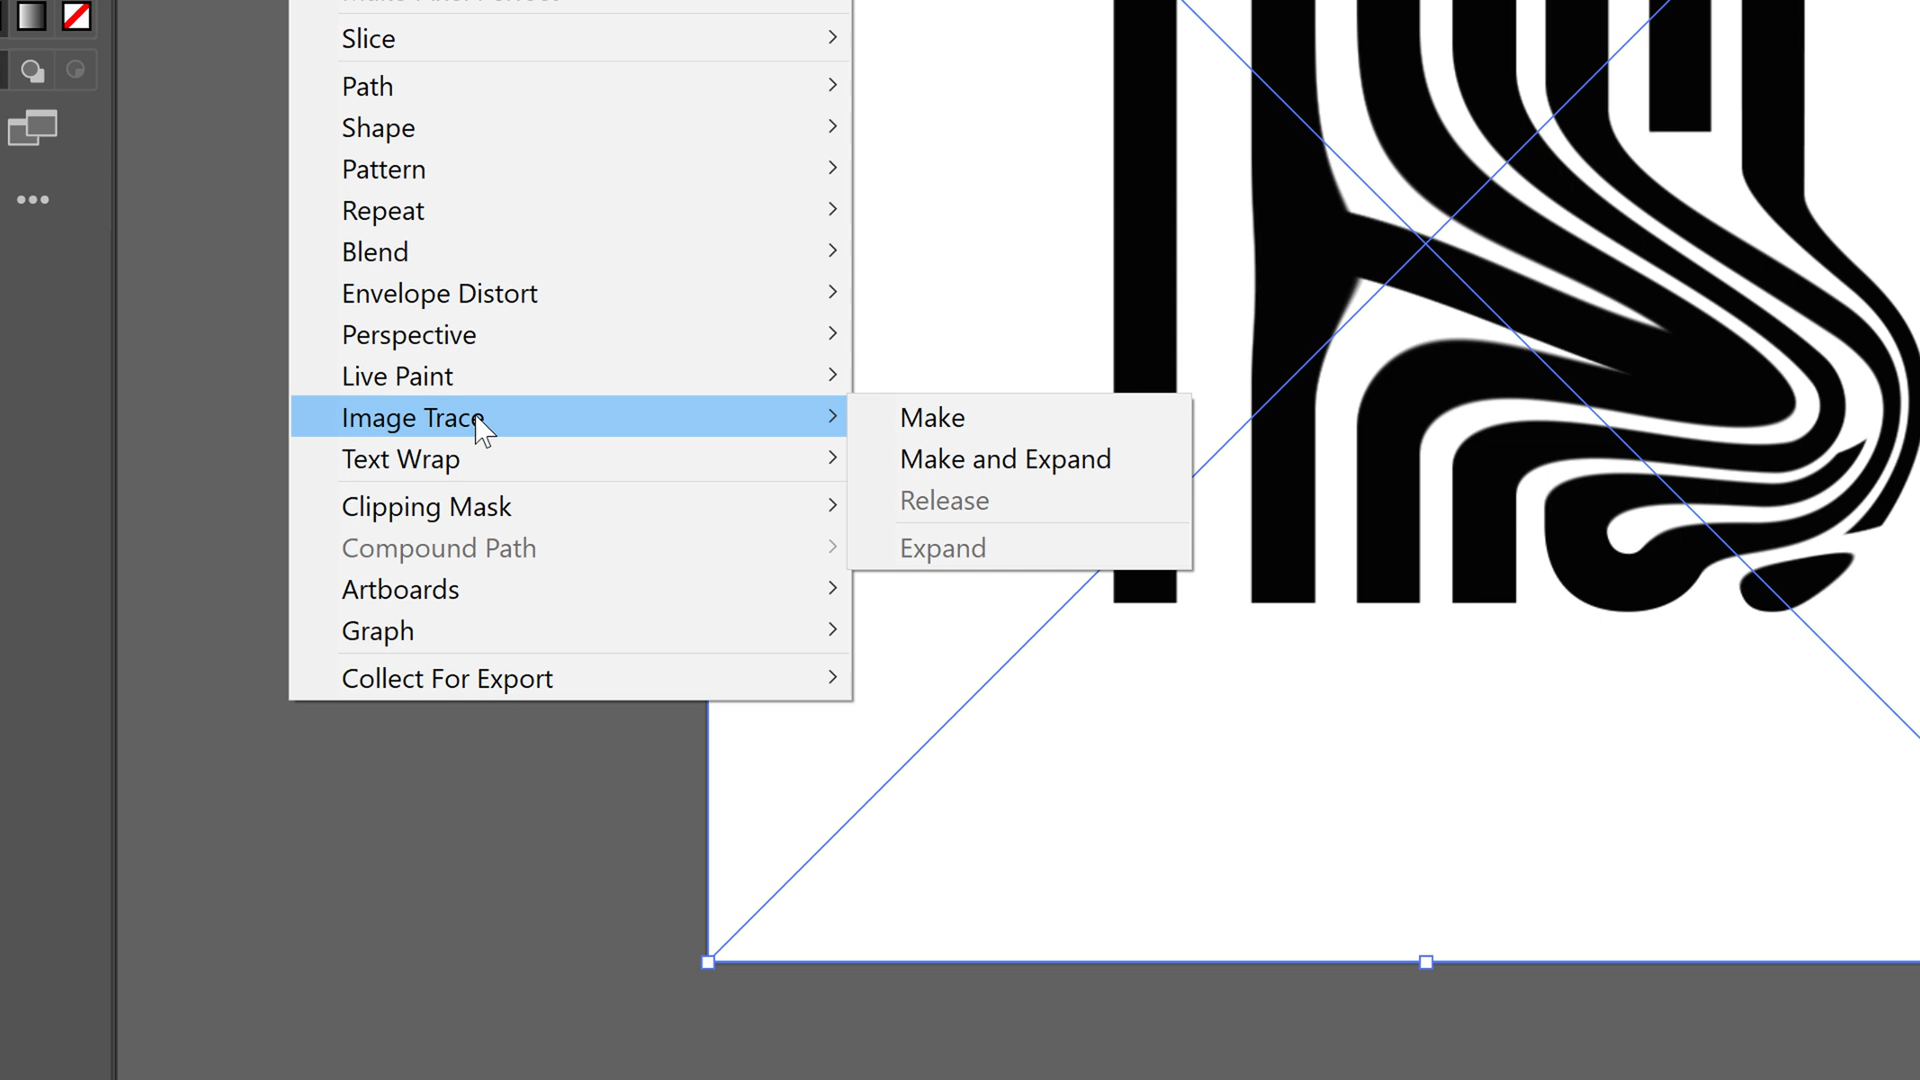 Slice
Path
Shape
Pattern
Repeat
Blend
Envelope Distort
Perspective
Live Paint
Image Trace
Text Wrap
Clipping Mask
Compound Path
Artboards
Graph
Collect For Export
Make
Make and Expand
Release
Expand